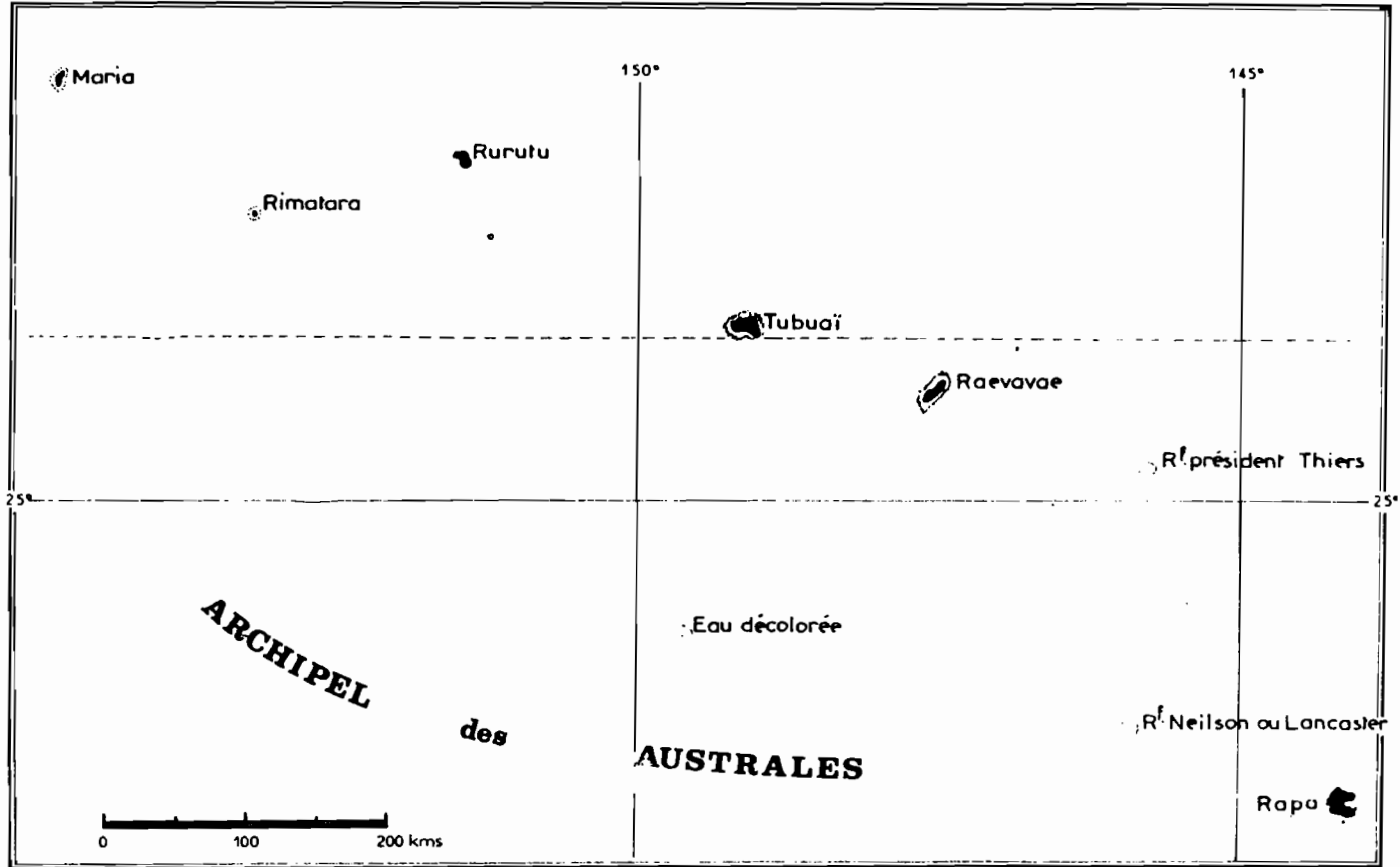 Maria
150°
145°
Rurutu
Rimatara
Tubuaï
Raevavae
Rf. président Thiers
25°
25°
Eau décolorée
ARCHIPEL
des
AUSTRALES
Rf. Neilson ou Lancaster
Rapa
0 100 200 kms